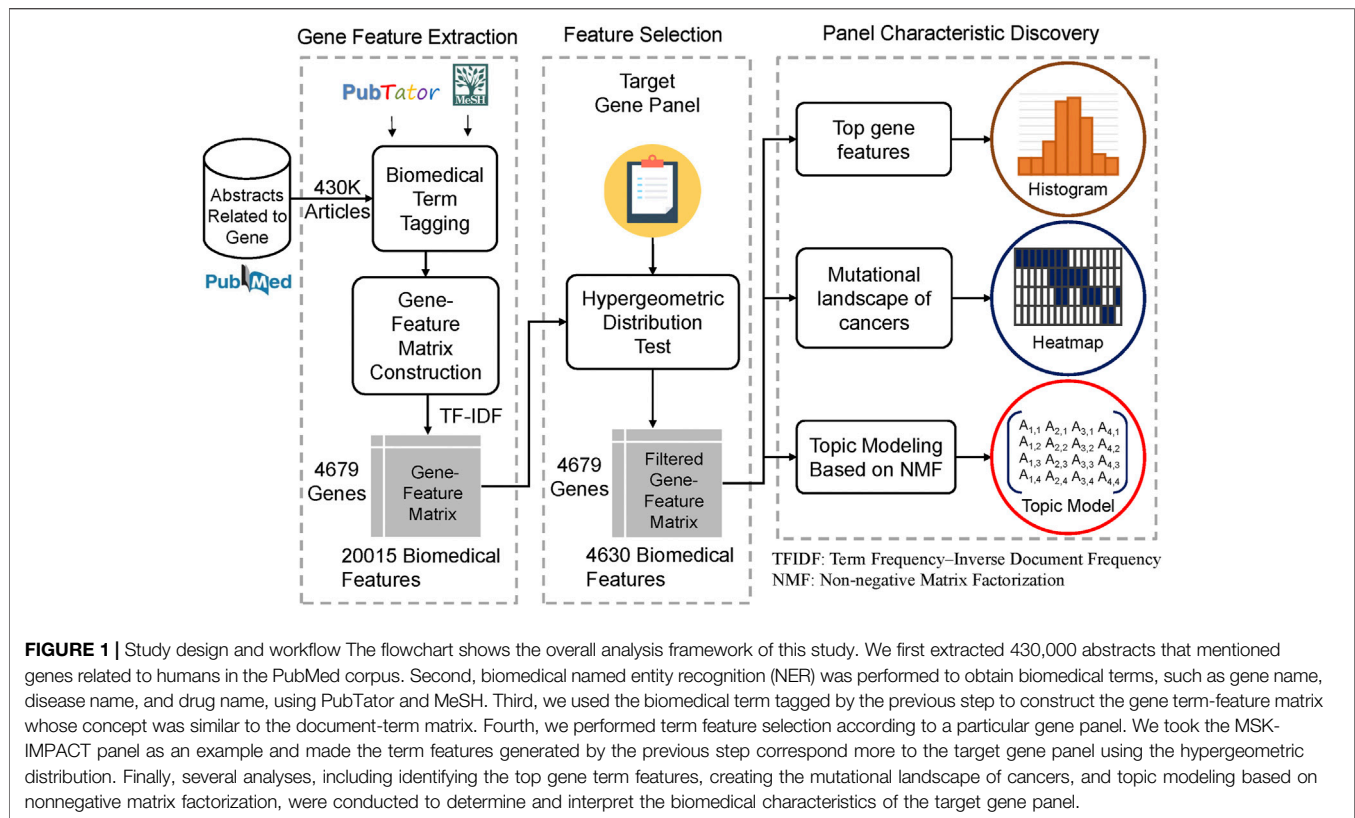 Gene Feature Extraction
Feature Selection
Panel Characteristic Discovery
PubTator
MeSH
Abstracts
Related to
Gene
PubMed
430K
Articles
Biomedical
Term
Tagging
Gene-
Feature
Matrix
Construction
TF-IDF
4679
Genes
Gene-
Feature
Matrix
20015 Biomedical
Features
Target
Gene Panel
Hypergeometric
Distribution
Test
4679
Genes
Filtered
Gene-
Feature
Matrix
4630 Biomedical
Features
Top gene
features
Histogram
Mutational
landscape of
cancers
Heatmap
Topic Modeling
Based on NMF
A1,1 A2,1 A3,1 A4,1
A1,2 A2,2 A3,2 A4,2
A1,3 A2,3 A3,3 A4,3
A1,4 A2,4 A3,4 A4,4
Topic Model
TFIDF: Term Frequency–Inverse Document Frequency
NMF: Non-negative Matrix Factorization
FIGURE 1 | Study design and workflow The flowchart shows the overall analysis framework of this study. We first extracted 430,000 abstracts that mentioned
genes related to humans in the PubMed corpus. Second, biomedical named entity recognition (NER) was performed to obtain biomedical terms, such as gene name,
disease name, and drug name, using PubTator and MeSH. Third, we used the biomedical term tagged by the previous step to construct the gene term-feature matrix
whose concept was similar to the document-term matrix. Fourth, we performed term feature selection according to a particular gene panel. We took the MSK-
IMPACT panel as an example and made the term features generated by the previous step correspond more to the target gene panel using the hypergeometric
distribution. Finally, several analyses, including identifying the top gene term features, creating the mutational landscape of cancers, and topic modeling based on
nonnegative matrix factorization, were conducted to determine and interpret the biomedical characteristics of the target gene panel.